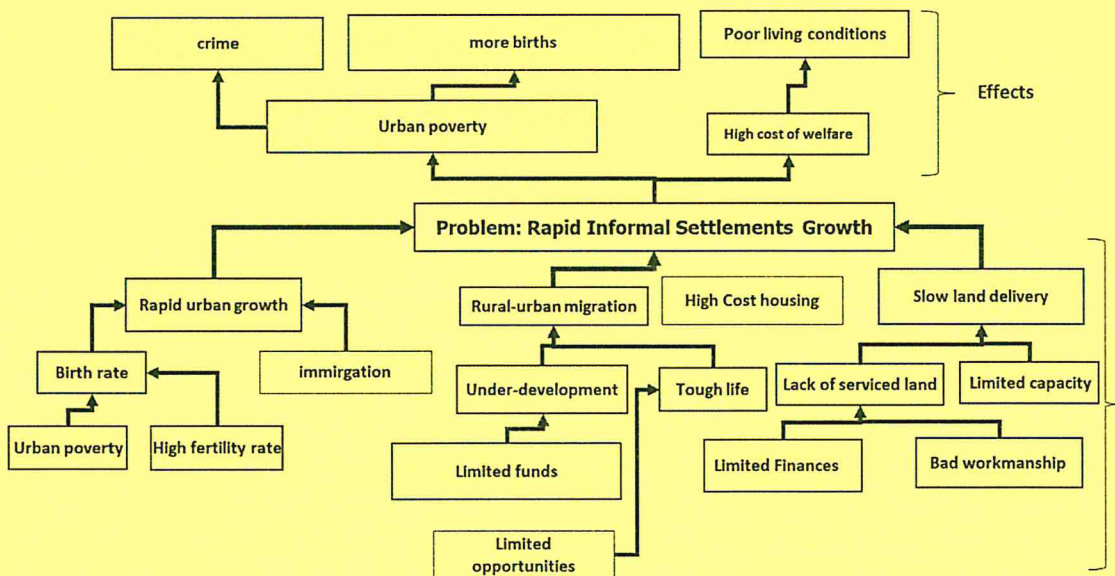 crime
more births
Poor living conditions
Effects
Urban poverty
High cost of welfare
Problem: Rapid Informal Settlements Growth
Rapid urban growth
Rural-urban migration
High Cost housing
Slow land delivery
Birth rate
immirgation
Under-development
Tough life
Lack of serviced land
Limited capacity
Urban poverty
High fertility rate
Limited funds
Limited Finances
Bad workmanship
Limited
opportunities